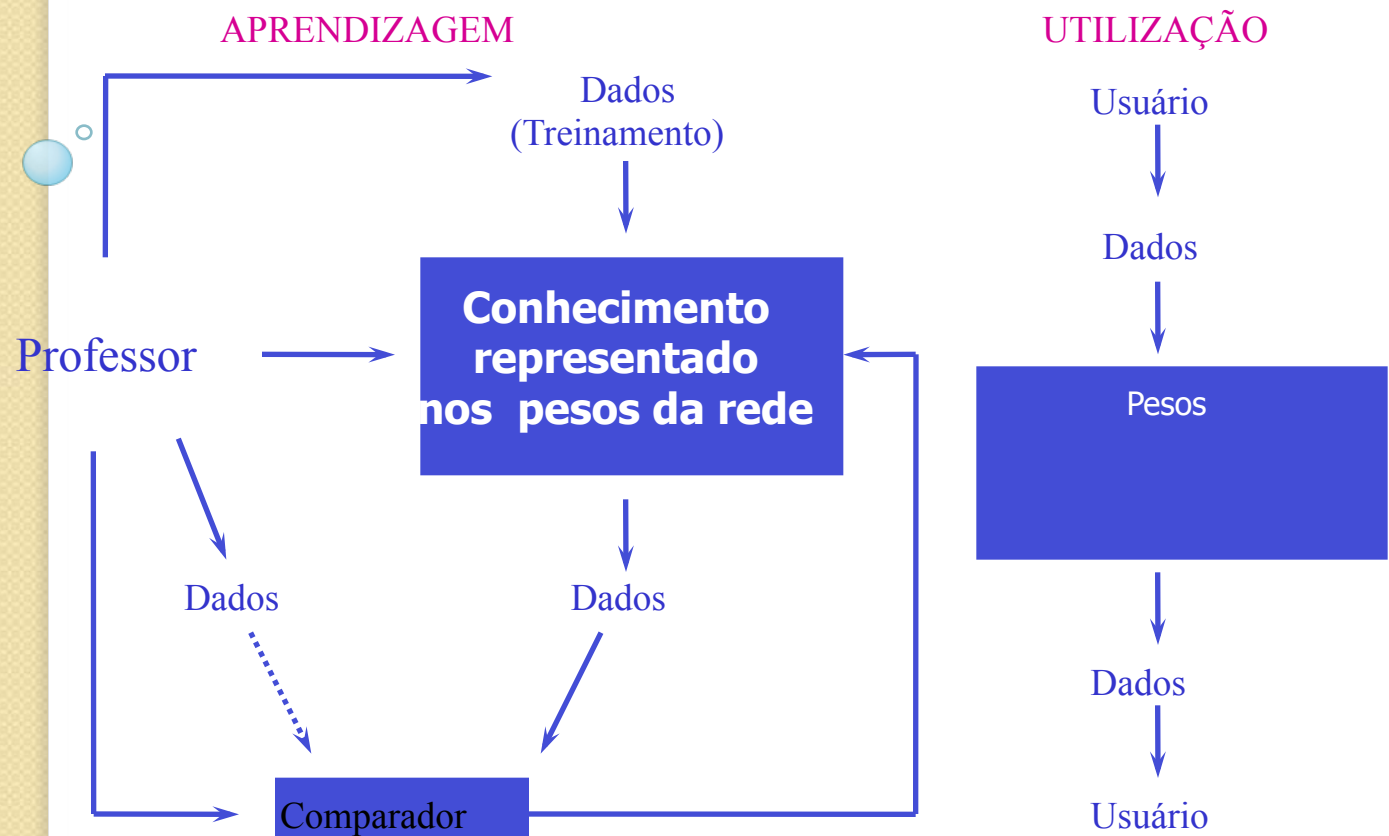 APRENDIZAGEM
UTILIZAÇÃO
Dados
(Treinamento)
Usuário
Dados
Professor
Conhecimento
representado
nos pesos da rede
Pesos
Dados
Dados
Dados
Comparador
Usuário